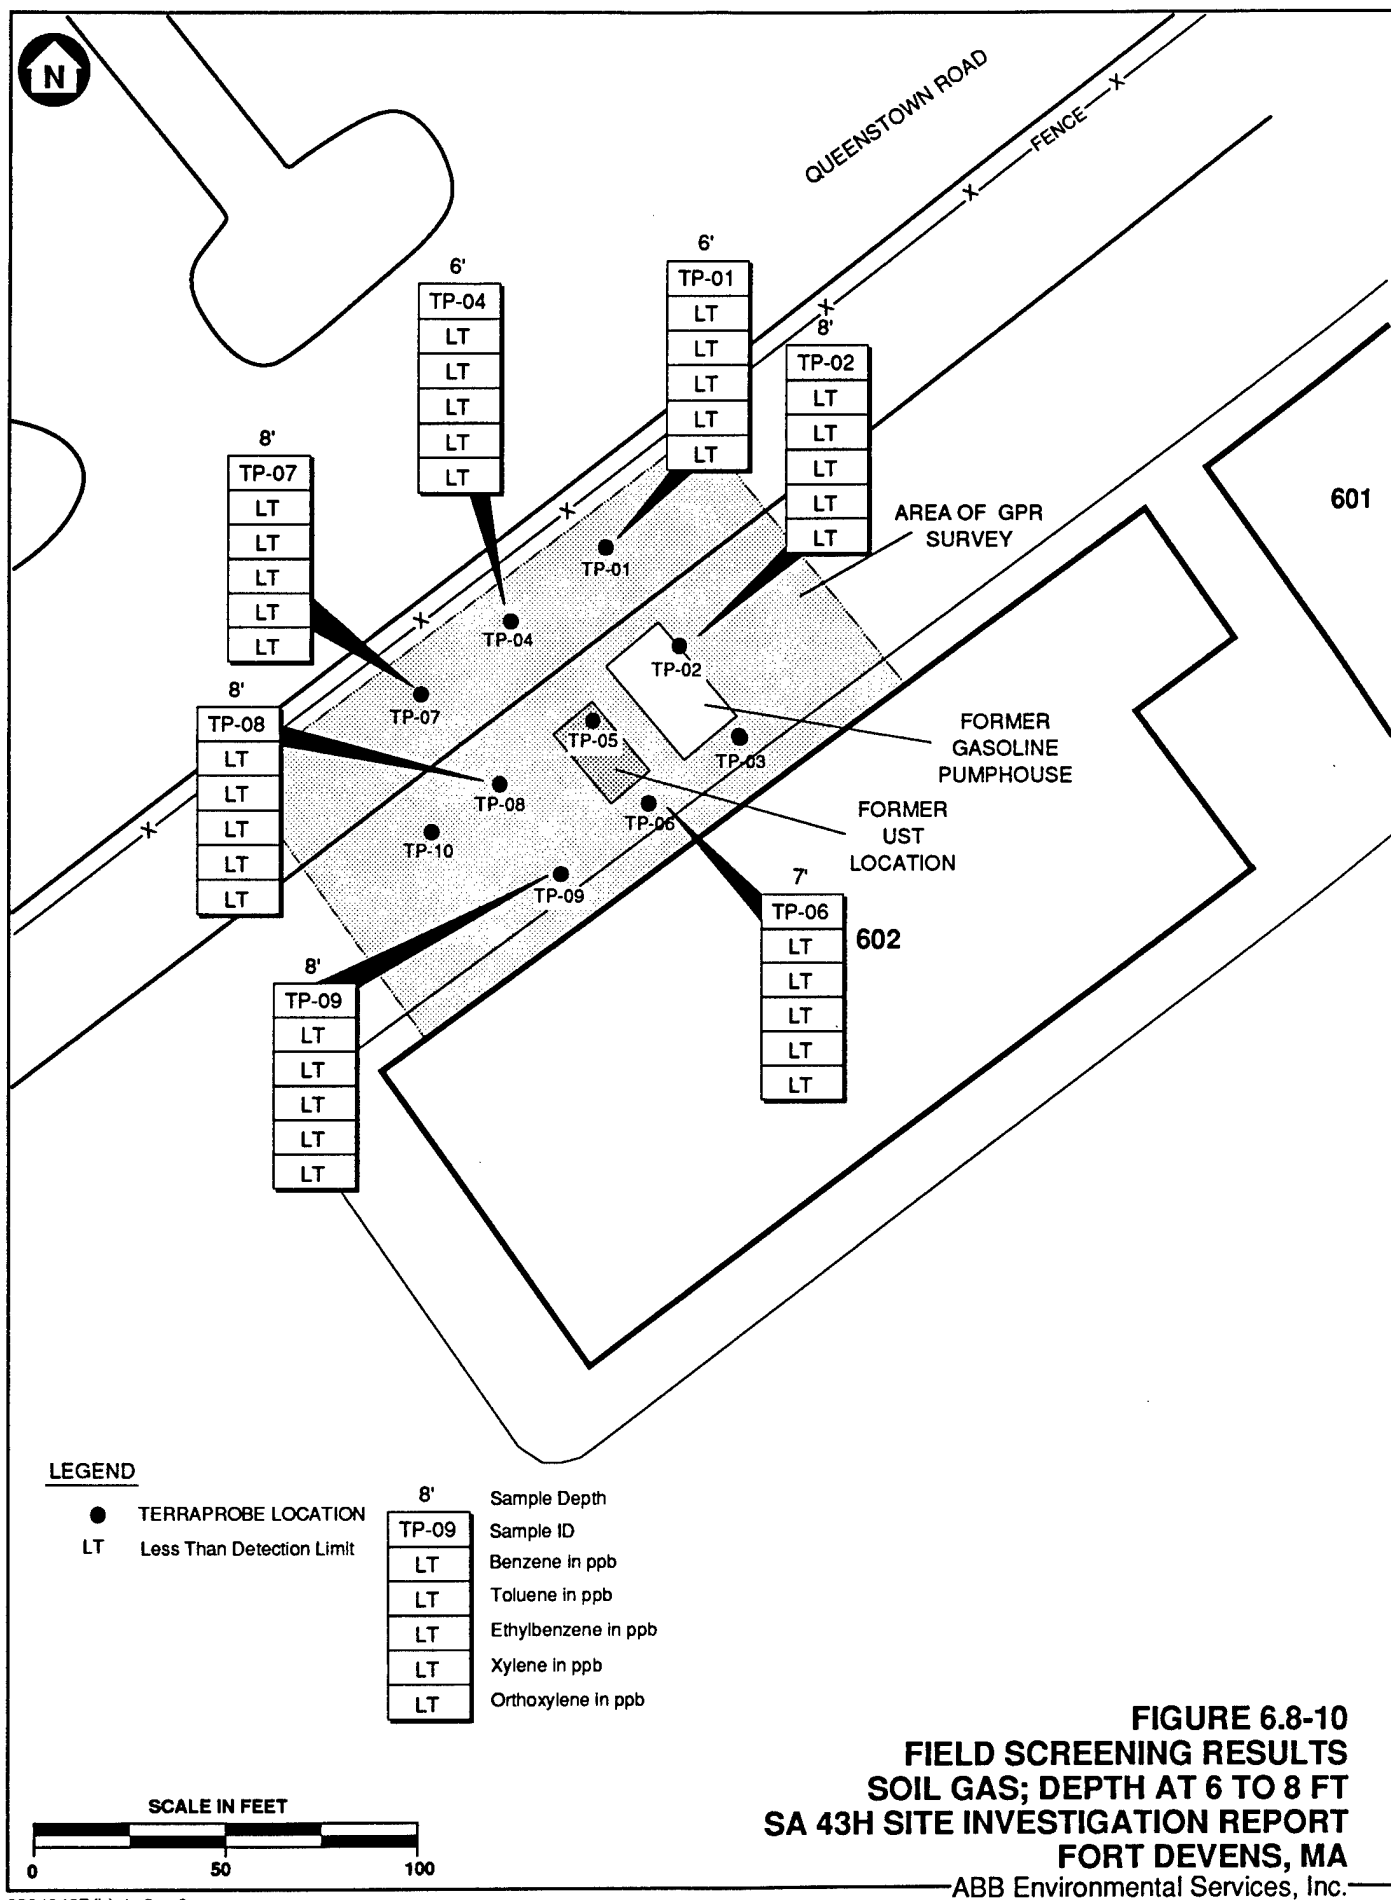 N
QUEENSTOWN ROAD
X
FENCE
X
X
X
X
X
6'
TP-01
LT
LT
LT
LT
LT
6'
TP-04
LT
LT
LT
LT
LT
8'
TP-02
LT
LT
LT
LT
LT
8'
TP-07
LT
LT
LT
LT
LT
AREA OF GPR
SURVEY
601
TP-01
TP-04
TP-02
TP-07
TP-05
TP-03
TP-08
TP-06
TP-10
TP-09
8'
TP-08
LT
LT
LT
LT
LT
FORMER
GASOLINE
PUMPHOUSE
FORMER
UST
LOCATION
7'
TP-06
LT
LT
LT
LT
LT
602
8'
TP-09
LT
LT
LT
LT
LT
LEGEND
TERRAPROBE LOCATION
LT Less Than Detection Limit
8' Sample Depth
TP-09 Sample ID
LT Benzene in ppb
LT Toluene in ppb
LT Ethylbenzene in ppb
LT Xylene in ppb
LT Orthoxylene in ppb
SCALE IN FEET
0 50 100
FIGURE 6.8-10
FIELD SCREENING RESULTS
SOIL GAS; DEPTH AT 6 TO 8 FT
SA 43H SITE INVESTIGATION REPORT
FORT DEVENS, MA
ABB Environmental Services, Inc.